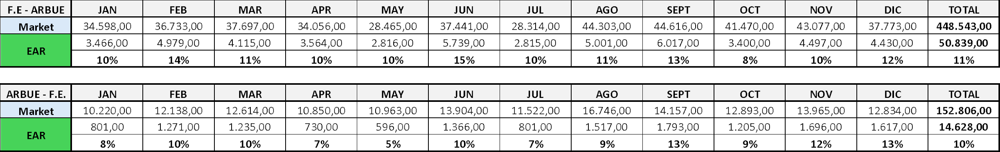 F.E - ARBUE JAN FEB MAR APR MAY JUN JUL AGO SEPT OCT NOV DIC TOTAL
Market 34.598,00 36.733,00 37.697,00 34.056,00 28.465,00 37.441,00 28.314,00 44.303,00 44.616,00 41.470,00 43.077,00 37.773,00 448.543,00
EAR 3.466,00 4.979,00 4.115,00 3.564,00 2.816,00 5.739,00 2.815,00 5.001,00 6.017,00 3.400,00 4.497,00 4.430,00 50.839,00
10% 14% 11% 10% 10% 15% 10% 11% 13% 8% 10% 12% 11%
ARBUE - F.E. JAN FEB MAR APR MAY JUN JUL AGO SEPT OCT NOV DIC TOTAL
Market 10.220,00 12.138,00 12.614,00 10.850,00 10.963,00 13.904,00 11.522,00 16.746,00 14.157,00 12.893,00 13.965,00 12.834,00 152.806,00
EAR 801,00 1.271,00 1.235,00 730,00 596,00 1.366,00 801,00 1.517,00 1.793,00 1.205,00 1.696,00 1.617,00 14.628,00
8% 10% 10% 7% 5% 10% 7% 9% 13% 9% 12% 13% 10%